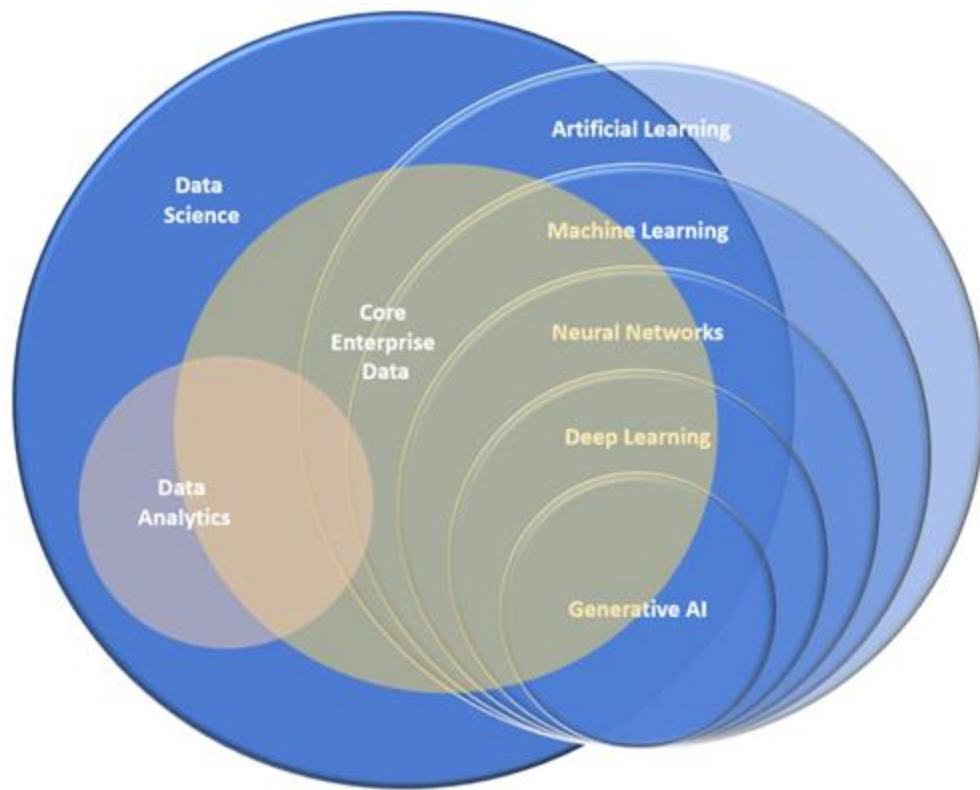 Artificial Learning
Data
Science
Machine Learning
Core
Enterprise
Data
Neural Networks
Deep Learning
Data
Analytics
Generative AI